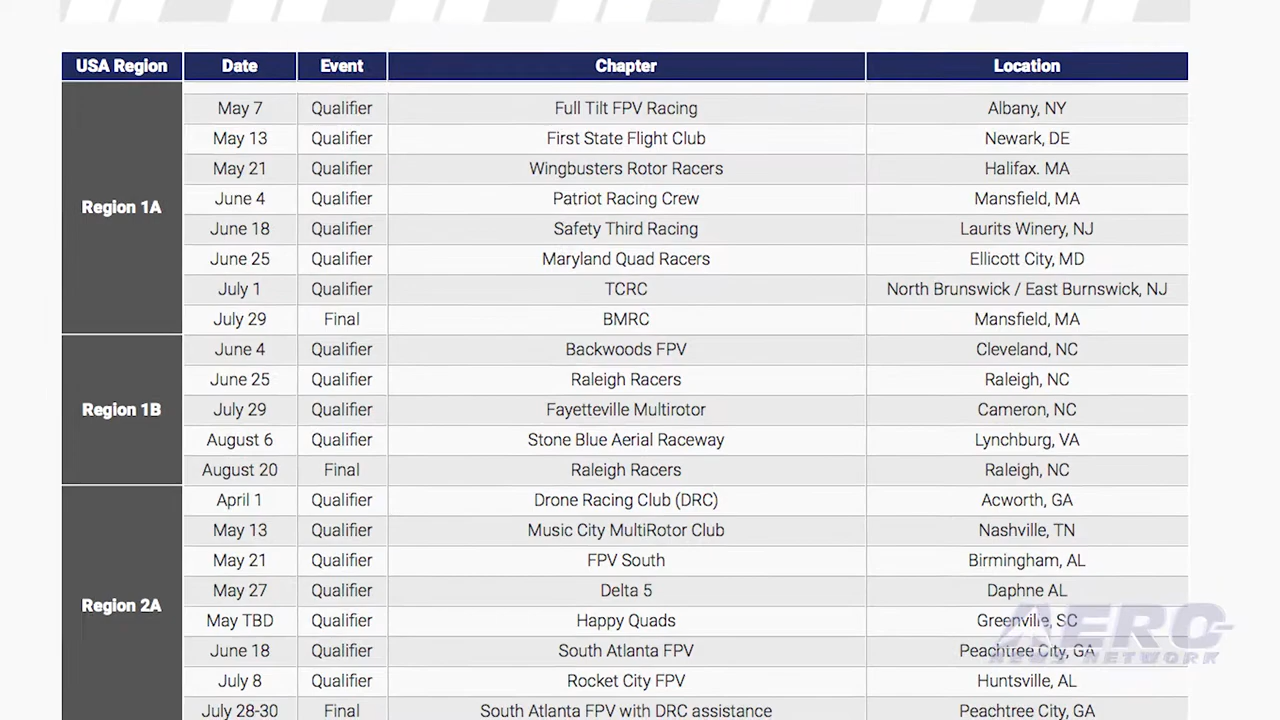 USA Region Date Event Chapter Location
May 7 Qualifier Full Tilt FPV Racing Albany, NY
May 13 Qualifier First State Flight Club Newark, DE
May 21 Qualifier Wingbusters Rotor Racers Halifax. MA
Region 1A June 4 Qualifier Patriot Racing Crew Mansfield, MA
June 18 Qualifier Safety Third Racing Laurits Winery, NJ
June 25 Qualifier Maryland Quad Racers Ellicott City, MD
July 1 Qualifier TCRC North Brunswick / East Burnswick, NJ
July 29 Final BMRC Mansfield, MA
June 4 Qualifier Backwoods FPV Cleveland, NC
June 25 Qualifier Raleigh Racers Raleigh, NC
Region 1B July 29 Qualifier Fayetteville Multirotor Cameron, NC
August 6 Qualifier Stone Blue Aerial Raceway Lynchburg, VA
August 20 Final Raleigh Racers Raleigh, NC
April 1 Qualifier Drone Racing Club (DRC) Acworth, GA
May 13 Qualifier Music City MultiRotor Club Nashville, TN
May 21 Qualifier FPV South Birmingham, AL
Region 2A May 27 Qualifier Delta 5 Daphne AL
May TBD Qualifier Happy Quads Greenville, SC
June 18 Qualifier South Atlanta FPV Peachtree City, GA
July 8 Qualifier Rocket City FPV Huntsville, AL
July 28-30 Final South Atlanta FPV with DRC assistance Peachtree City, GA
AERO
NEWS NETWORK